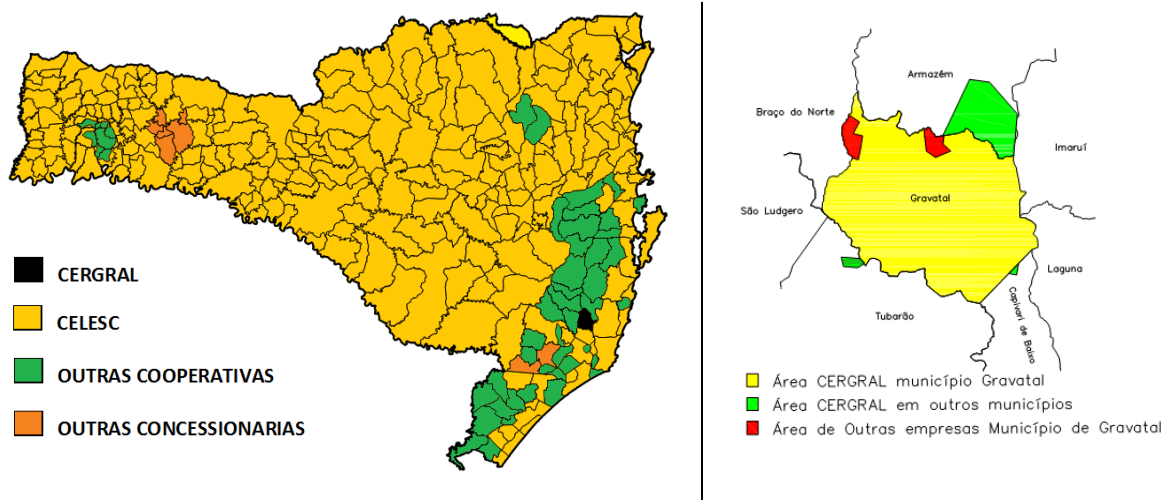 CERGRAL
CELESC
OUTRAS COOPERATIVAS
OUTRAS CONCESSIONARIAS
Armazém
Braço do Norte
Imaruí
Gravatal
São Ludgero
Laguna
Tubarão
Capivari de Baixo
Área CERGRAL município Gravatal
Área CERGRAL em outros municípios
Área de Outras empresas Município de Gravatal